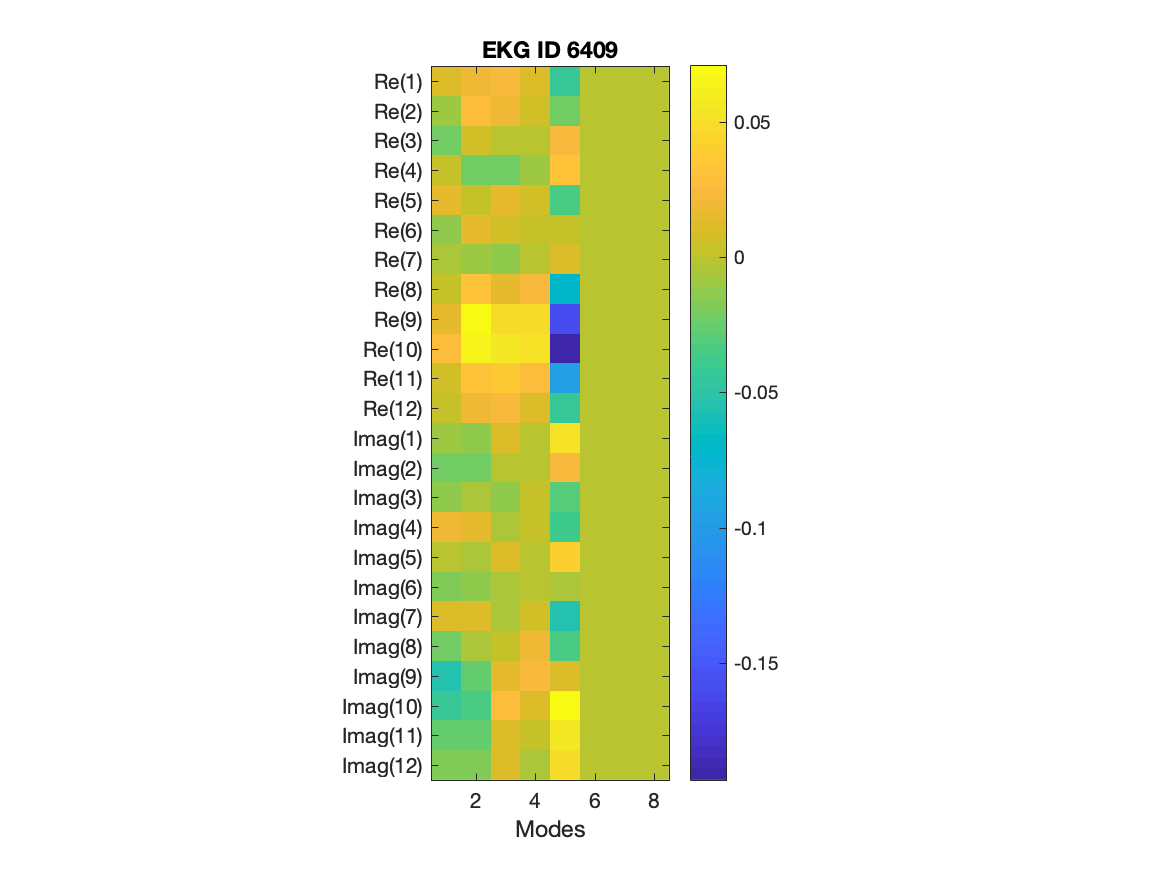 EKG ID 6409
Re(1)
Re(2)
Re(3)
Re(4)
Re(5)
Re(6)
Re(7)
Re(8)
Re(9)
Re(10)
Re(11)
Re(12)
Imag(1)
Imag(2)
Imag(3)
Imag(4)
Imag(5)
Imag(6)
Imag(7)
Imag(8)
Imag(9)
Imag(10)
Imag(11)
Imag(12)
2 4 6 8
Modes
0.05
0
-0.05
-0.1
-0.15